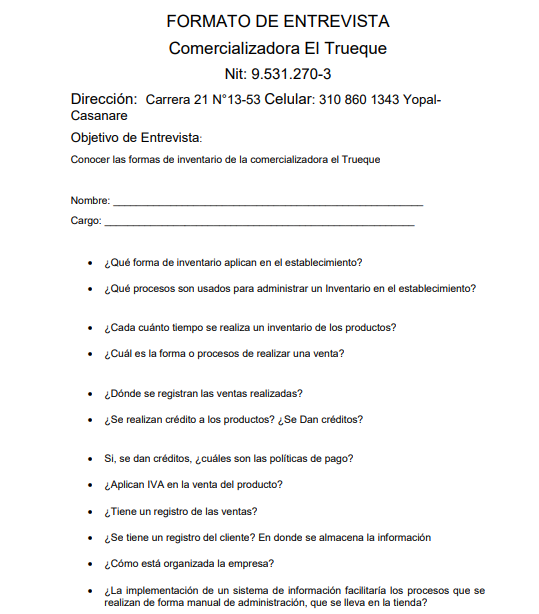 FORMATO DE ENTREVISTA
Comercializadora El Trueque
Nit: 9.531.270-3
Dirección: Carrera 21 N°13-53 Celular: 310 860 1343 Yopal-
Casanare
Objetivo de Entrevista:
Conocer las formas de inventario de la comercializadora el Trueque
Nombre: ______________________________________________________
Cargo: ______________________________________________________
• ¿Qué forma de inventario aplican en el establecimiento?
• ¿Qué procesos son usados para administrar un Inventario en el establecimiento?
• ¿Cada cuánto tiempo se realiza un inventario de los productos?
• ¿Cuál es la forma o procesos de realizar una venta?
• ¿Dónde se registran las ventas realizadas?
• ¿Se realizan crédito a los productos? ¿Se Dan créditos?
• Si, se dan créditos, ¿cuáles son las políticas de pago?
• ¿Aplican IVA en la venta del producto?
• ¿Tiene un registro de las ventas?
• ¿Se tiene un registro del cliente? En donde se almacena la información
• ¿Cómo está organizada la empresa?
• ¿La implementación de un sistema de información facilitaría los procesos que se
realizan de forma manual de administración, que se lleva en la tienda?